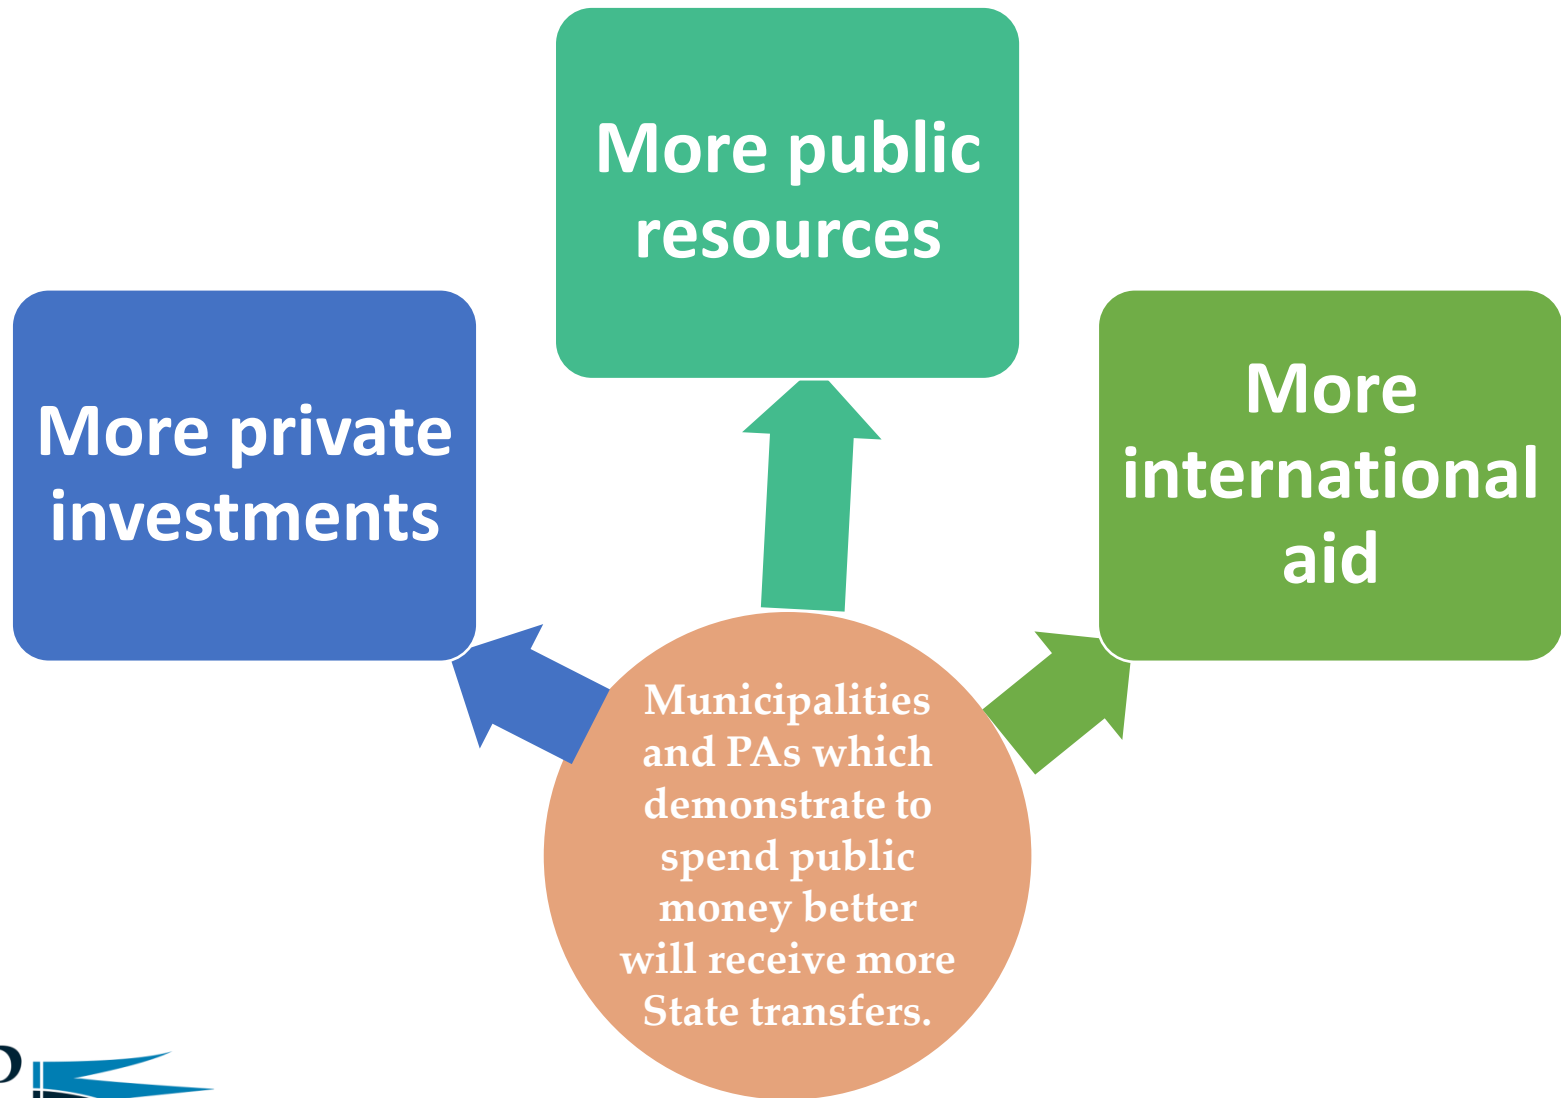 More public
resources
More private
investments
More
international
aid
Municipalities
and PAs which
demonstrate to
spend public
money better
will receive more
State transfers.